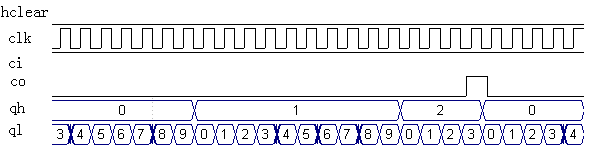 hclear
clk
ci
co
qh 0 1 2 0
ql 3 4 5 6 7 8 9 0 1 2 3 4 5 6 7 8 9 0 1 2 3 0 1 2 3 4